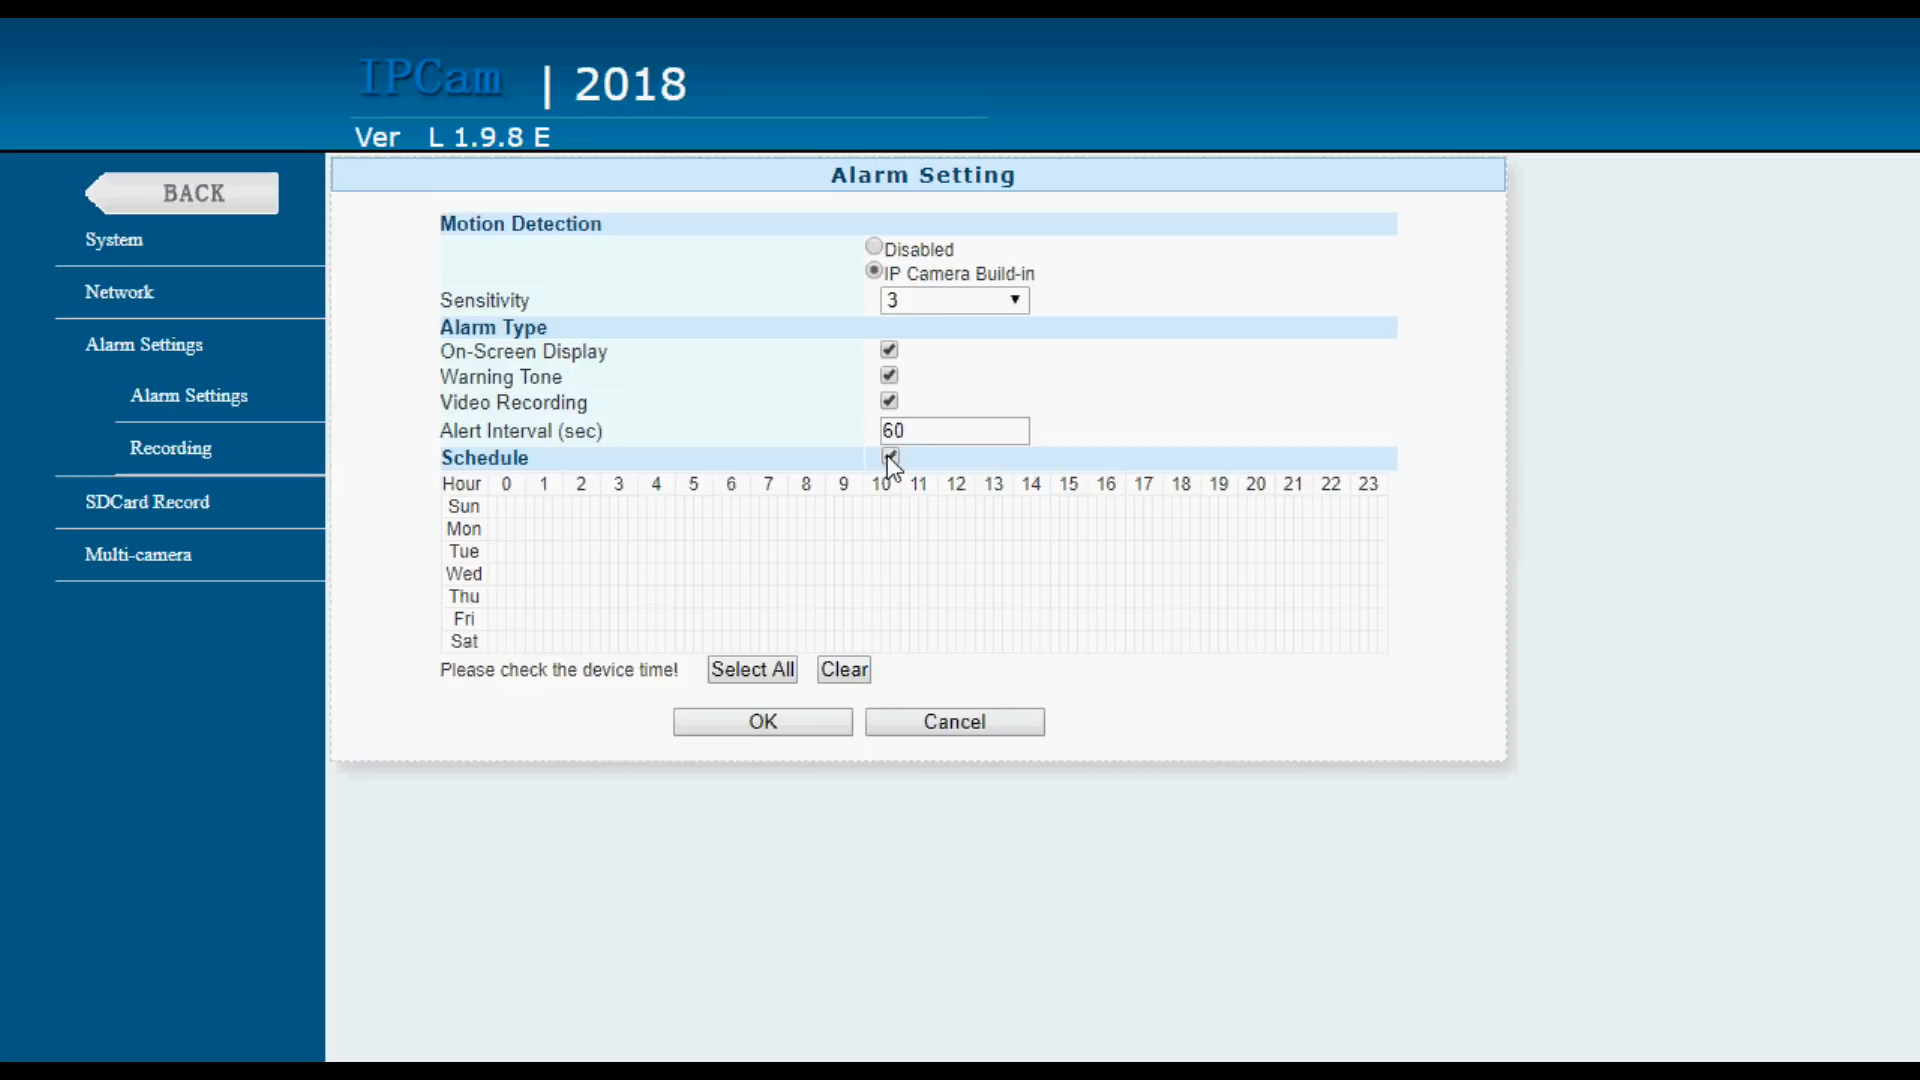 IPCam | 2018
Ver L 1.9.8 E
BACK
System
Network
Alarm Settings
Alarm Settings
Recording
SDCard Record
Multi-camera
Alarm Setting
Motion Detection
Disabled
IP Camera Build-in
Sensitivity 3
Alarm Type
On-Screen Display
Warning Tone
Video Recording
Alert Interval (sec) 60
Schedule
Hour 0 1 2 3 4 5 6 7 8 9 10 11 12 13 14 15 16 17 18 19 20 21 22 23
Sun
Mon
Tue
Wed
Thu
Fri
Sat
Please check the device time! Select All Clear
OK Cancel